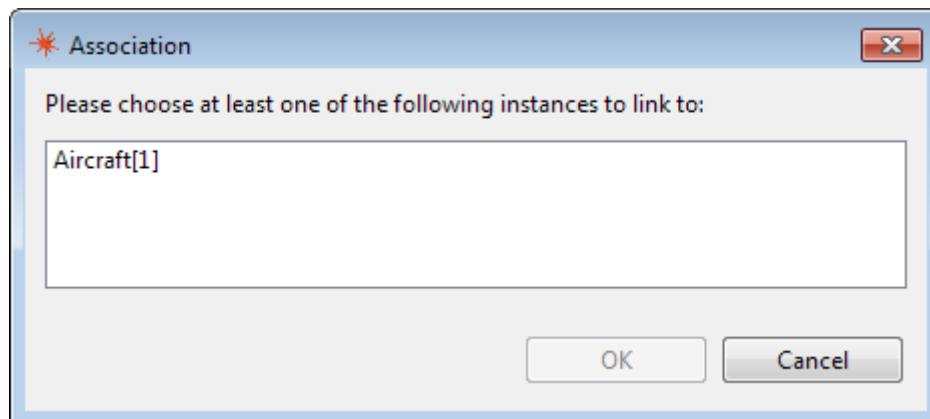 Association
Please choose at least one of the following instances to link to:
Aircraft[1]
OK
Cancel